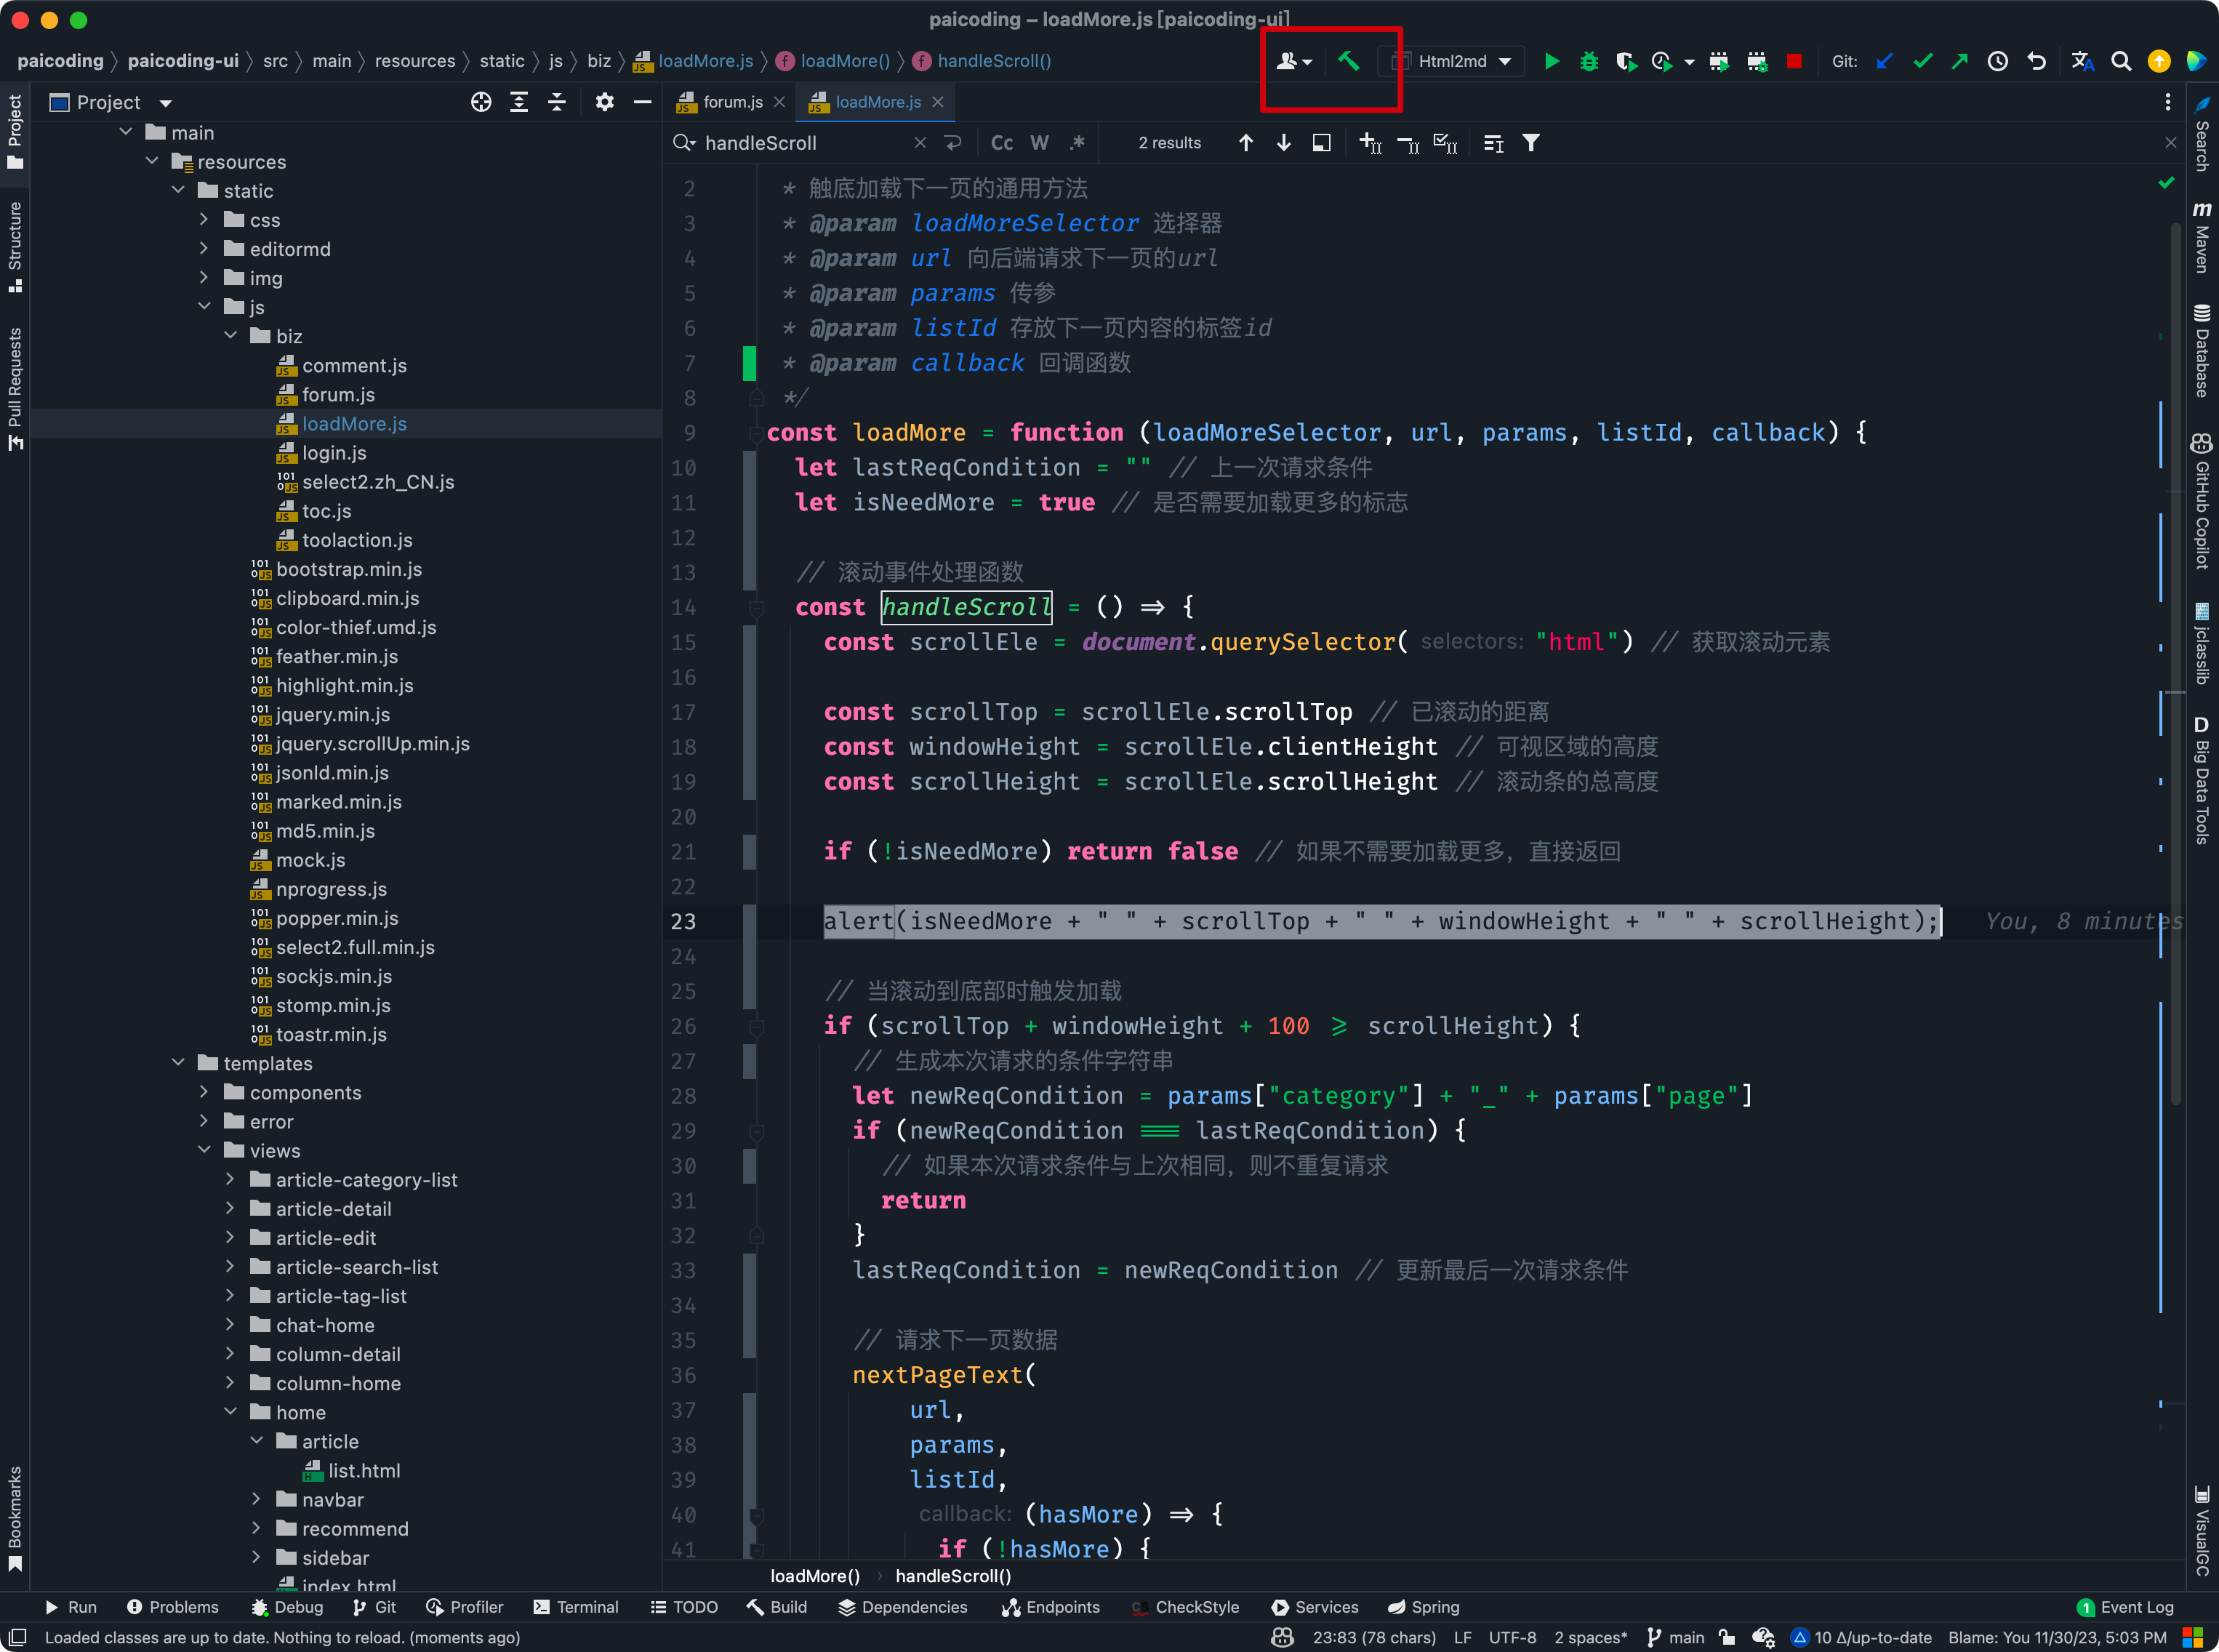 paicoding – loadMore.js [paicoding-ui]
paicoding paicoding-ui src main resources static js biz loadMore.js loadMore() handleScroll()
Html2md
Git:
Project
forum.js
loadMore.js
handleScroll
Cc W .*
2 results
Project
Structure
Pull Requests
Bookmarks
main
resources
static
css
editormd
img
js
biz
comment.js
forum.js
loadMore.js
login.js
select2.zh_CN.js
toc.js
toolaction.js
bootstrap.min.js
clipboard.min.js
color-thief.umd.js
feather.min.js
highlight.min.js
jquery.min.js
jquery.scrollUp.min.js
jsonld.min.js
marked.min.js
md5.min.js
mock.js
nprogress.js
popper.min.js
select2.full.min.js
sockjs.min.js
stomp.min.js
toastr.min.js
templates
components
error
views
article-category-list
article-detail
article-edit
article-search-list
article-tag-list
chat-home
column-detail
column-home
home
article
list.html
navbar
recommend
sidebar
index.html
2 * 触底加载下一页的通用方法
3 * @param loadMoreSelector 选择器
4 * @param url 向后端请求下一页的url
5 * @param params 传参
6 * @param listId 存放下一页内容的标签id
7 * @param callback 回调函数
8 */
9 const loadMore = function (loadMoreSelector, url, params, listId, callback) {
10 let lastReqCondition = "" // 上一次请求条件
11 let isNeedMore = true // 是否需要加载更多的标志
12
13 // 滚动事件处理函数
14 const handleScroll = () => {
15 const scrollEle = document.querySelector( selectors: "html") // 获取滚动元素
16
17 const scrollTop = scrollEle.scrollTop // 已滚动的距离
18 const windowHeight = scrollEle.clientHeight // 可视区域的高度
19 const scrollHeight = scrollEle.scrollHeight // 滚动条的总高度
20
21 if (!isNeedMore) return false // 如果不需要加载更多，直接返回
22
23 alert(isNeedMore + " " + scrollTop + " " + windowHeight + " " + scrollHeight); You, 8 minutes
24
25 // 当滚动到底部时触发加载
26 if (scrollTop + windowHeight + 100 >= scrollHeight) {
27 // 生成本次请求的条件字符串
28 let newReqCondition = params["category"] + "_" + params["page"]
29 if (newReqCondition === lastReqCondition) {
30 // 如果本次请求条件与上次相同，则不重复请求
31 return
32 }
33 lastReqCondition = newReqCondition // 更新最后一次请求条件
34
35 // 请求下一页数据
36 nextPageText(
37 url,
38 params,
39 listId,
40 callback: (hasMore) => {
41 if (!hasMore) {
loadMore() handleScroll()
Search
Maven
Database
GitHub Copilot
jclasslib
Big Data Tools
VisualGC
Run Problems Debug Git Profiler Terminal TODO Build Dependencies Endpoints CheckStyle Services Spring 1 Event Log
Loaded classes are up to date. Nothing to reload. (moments ago) 23:83 (78 chars) LF UTF-8 2 spaces* main 10 Δ/up-to-date Blame: You 11/30/23, 5:03 PM